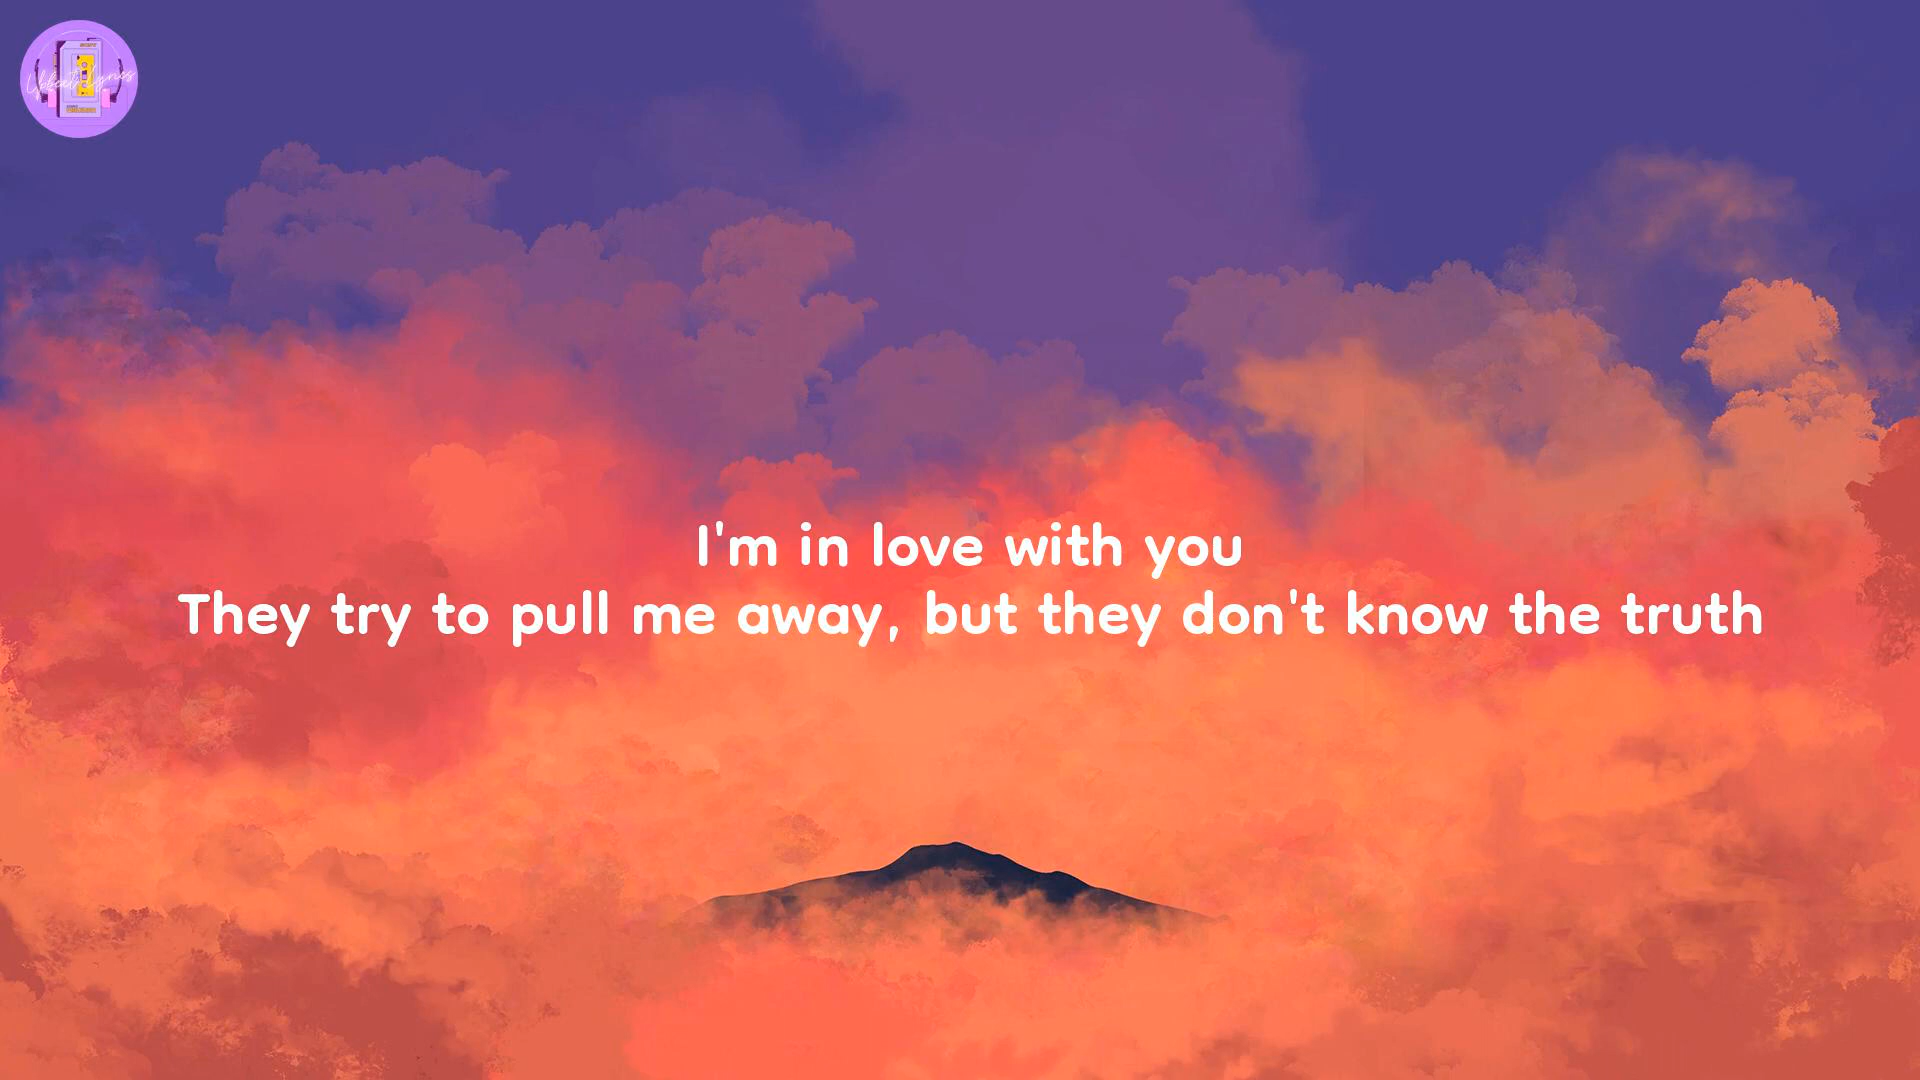 I'm in love with you
They try to pull me away, but they don't know the truth